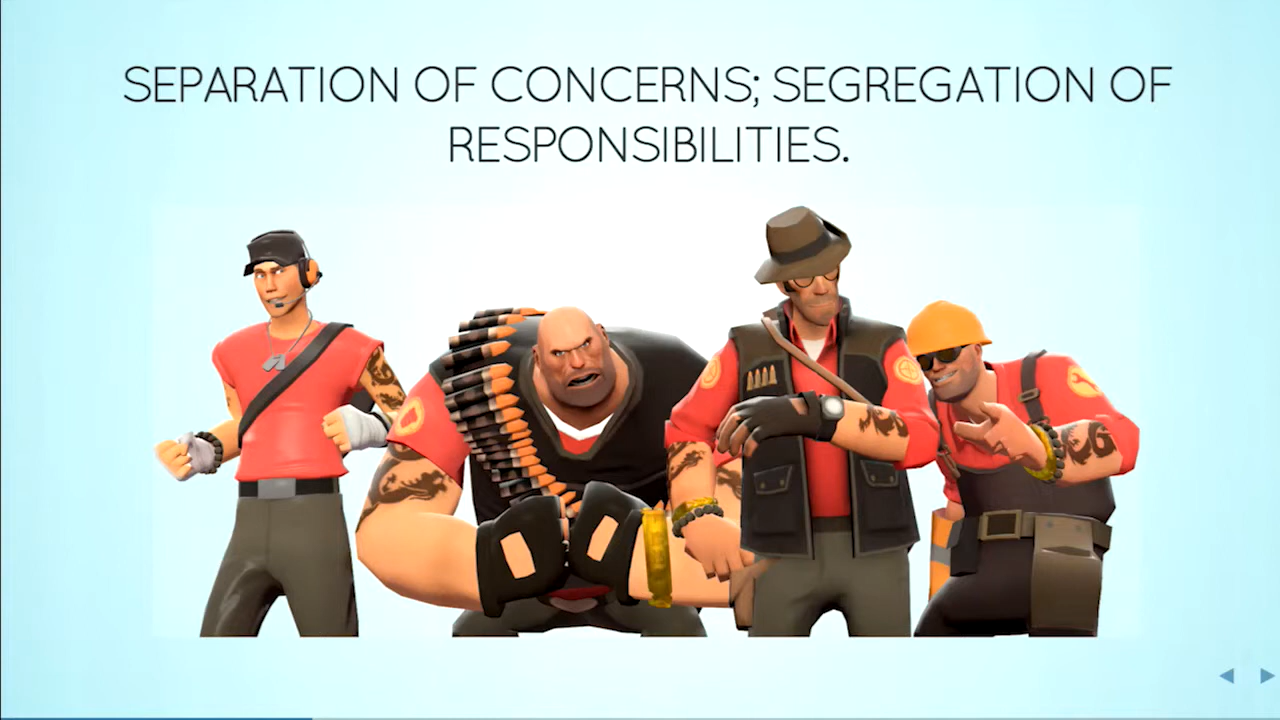 SEPARATION OF CONCERNS; SEGREGATION OF
RESPONSIBILITIES.